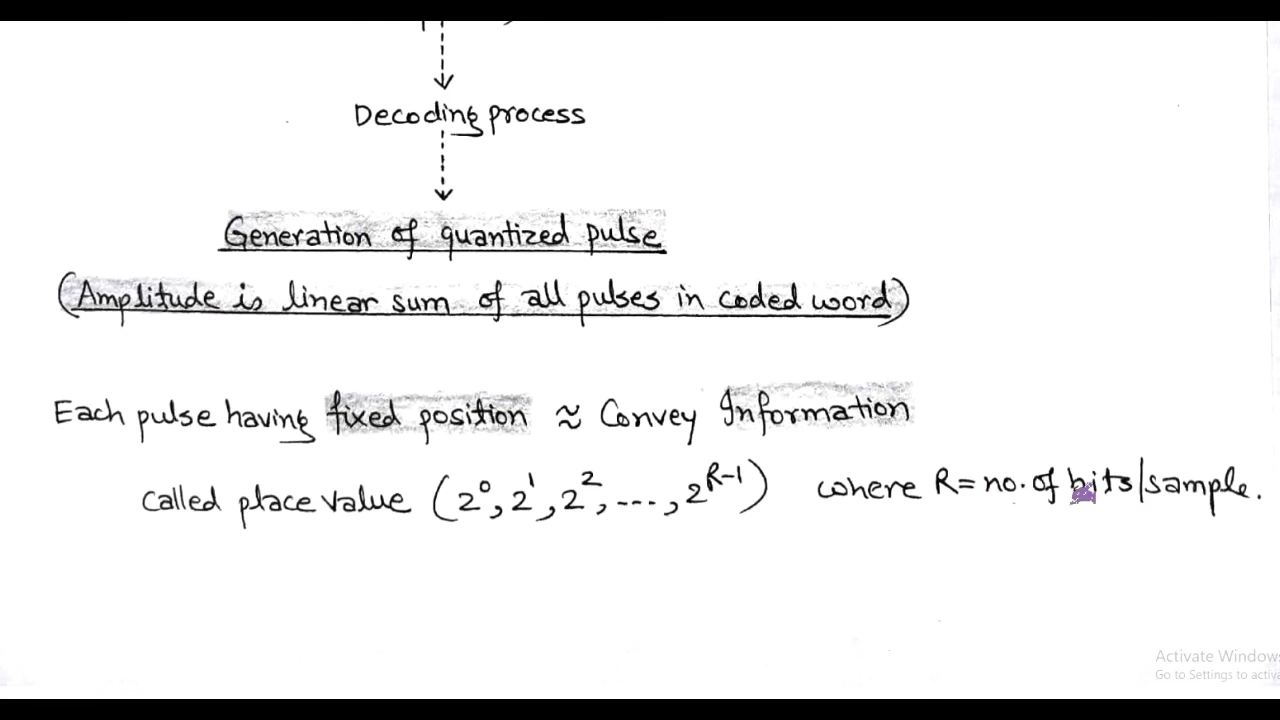 Decoding process
Generation of quantized pulse
(Amplitude is linear sum of all pulses in coded word)
Each pulse having fixed position ≈ Convey Information
called place value (2⁰, 2¹, 2², ----, 2ᴿ⁻¹) where R = no. of bits/sample.
Activate Windows
Go to Settings to activa